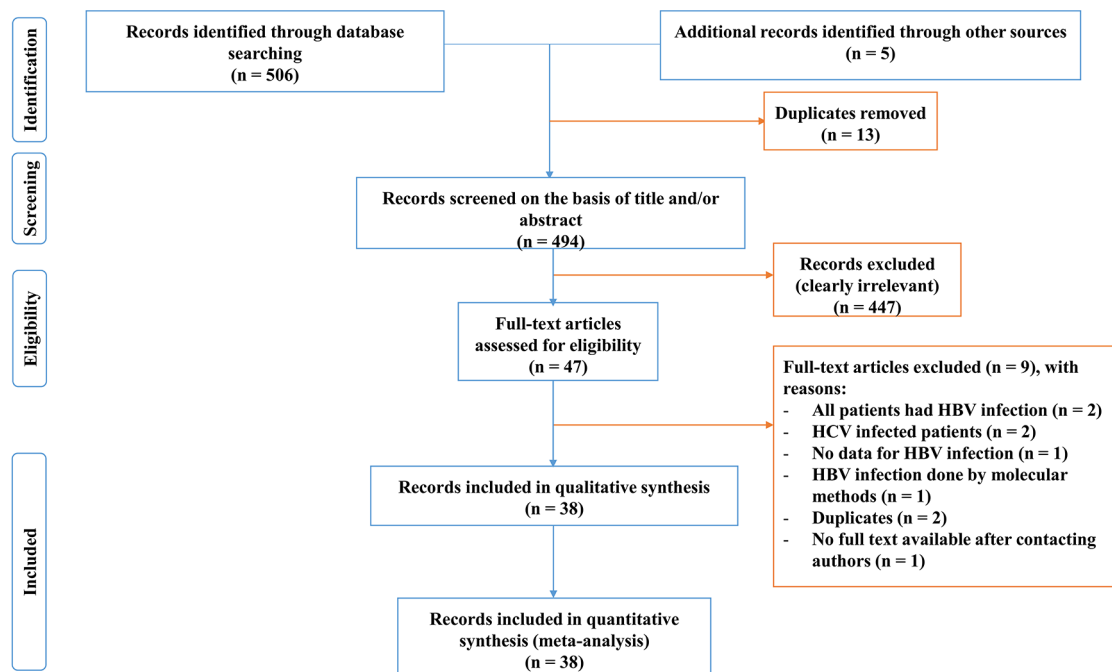 Identification
Records identified through database
searching
(n = 506)
Additional records identified through other sources
(n = 5)
Duplicates removed
(n = 13)
Screening
Records screened on the basis of title and/or
abstract
(n = 494)
Records excluded
(clearly irrelevant)
(n = 447)
Eligibility
Full-text articles
assessed for eligibility
(n = 47)
Full-text articles excluded (n = 9), with
reasons:
- All patients had HBV infection (n = 2)
- HCV infected patients (n = 2)
- No data for HBV infection (n = 1)
- HBV infection done by molecular
methods (n = 1)
- Duplicates (n = 2)
- No full text available after contacting
authors (n = 1)
Included
Records included in qualitative synthesis
(n = 38)
Records included in quantitative
synthesis (meta-analysis)
(n = 38)